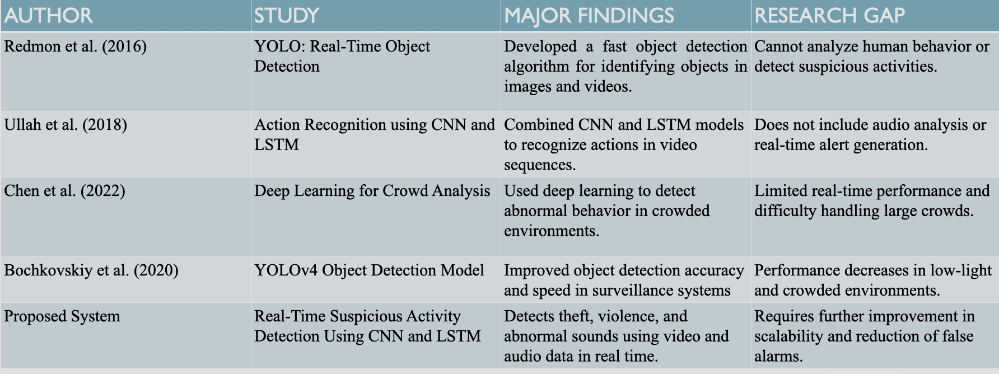 AUTHOR
STUDY
MAJOR FINDINGS
RESEARCH GAP
Redmon et al. (2016)
YOLO: Real-Time Object
Detection
Developed a fast object detection
algorithm for identifying objects in
images and videos.
Cannot analyze human behavior or
detect suspicious activities.
Ullah et al. (2018)
Action Recognition using CNN and
LSTM
Combined CNN and LSTM models
to recognize actions in video
sequences.
Does not include audio analysis or
real-time alert generation.
Chen et al. (2022)
Deep Learning for Crowd Analysis
Used deep learning to detect
abnormal behavior in crowded
environments.
Limited real-time performance and
difficulty handling large crowds.
Bochkovskiy et al. (2020)
YOLOv4 Object Detection Model
Improved object detection accuracy
and speed in surveillance systems
Performance decreases in low-light
and crowded environments.
Proposed System
Real-Time Suspicious Activity
Detection Using CNN and LSTM
Detects theft, violence, and
abnormal sounds using video and
audio data in real time.
Requires further improvement in
scalability and reduction of false
alarms.